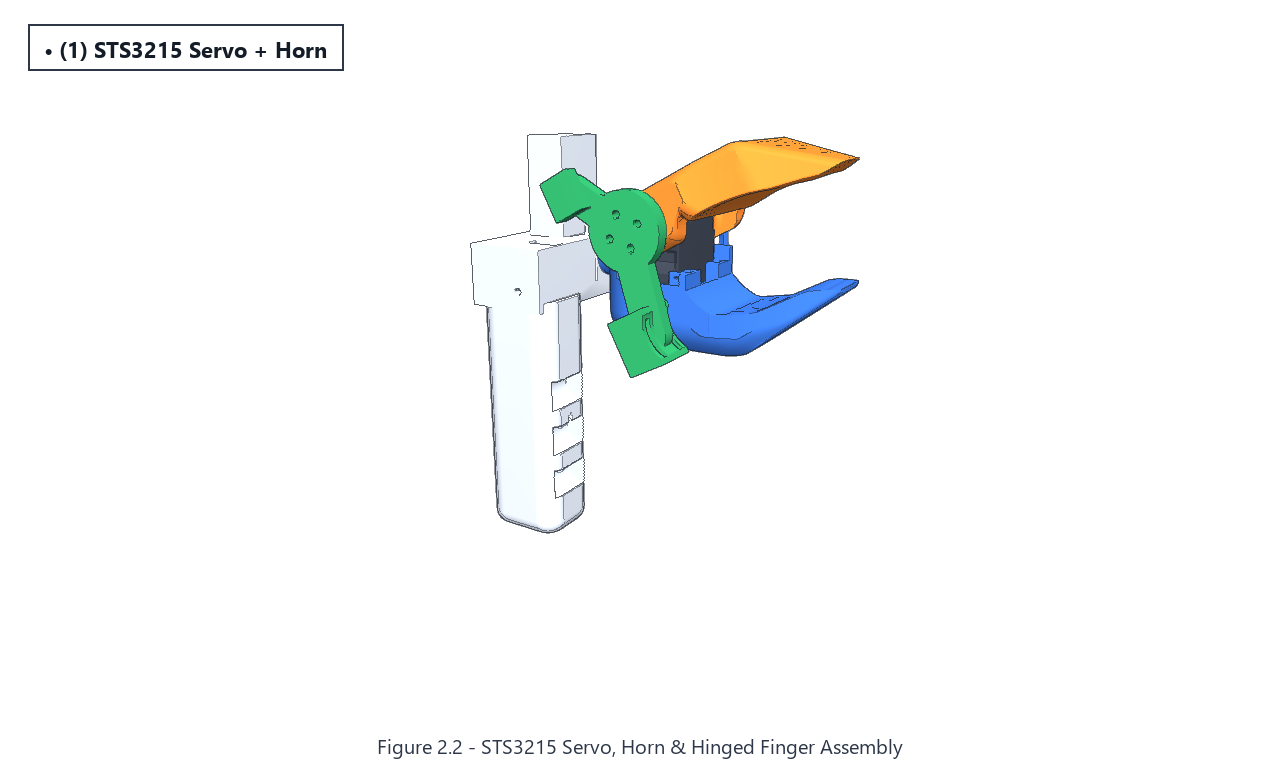 • (1) STS3215 Servo + Horn
Figure 2.2 - STS3215 Servo, Horn & Hinged Finger Assembly